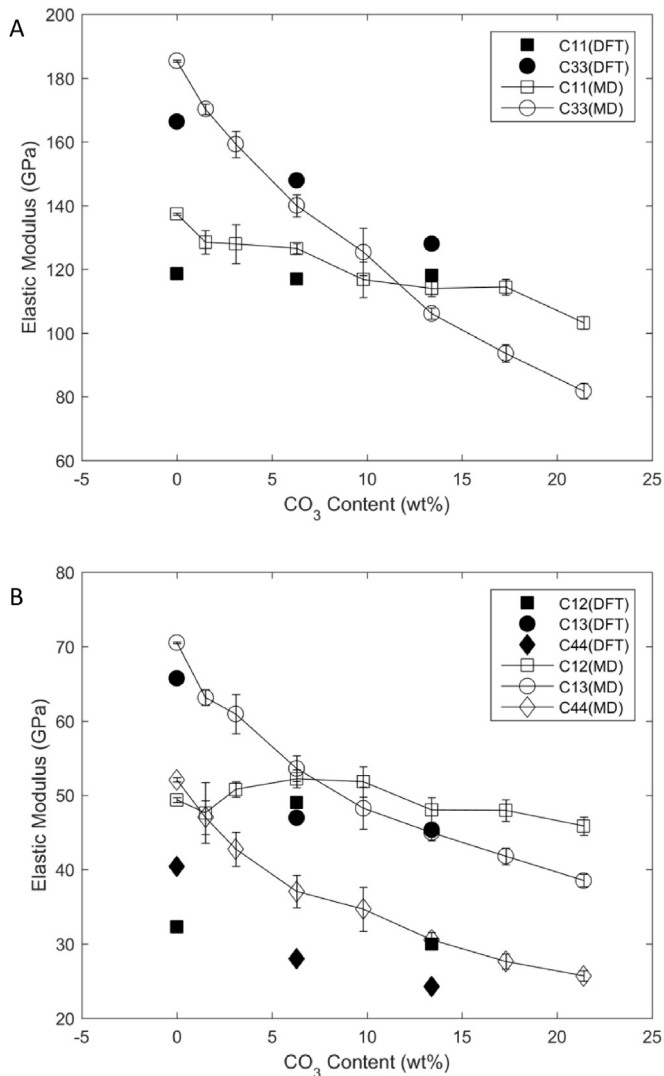 A
200
180
160
140
120
100
80
60
-5
0
5
10
15
20
25
Elastic Modulus (GPa)
CO3 Content (wt%)
C11(DFT)
C33(DFT)
C11(MD)
C33(MD)
B
80
70
60
50
40
30
20
-5
0
5
10
15
20
25
Elastic Modulus (GPa)
CO3 Content (wt%)
C12(DFT)
C13(DFT)
C44(DFT)
C12(MD)
C13(MD)
C44(MD)